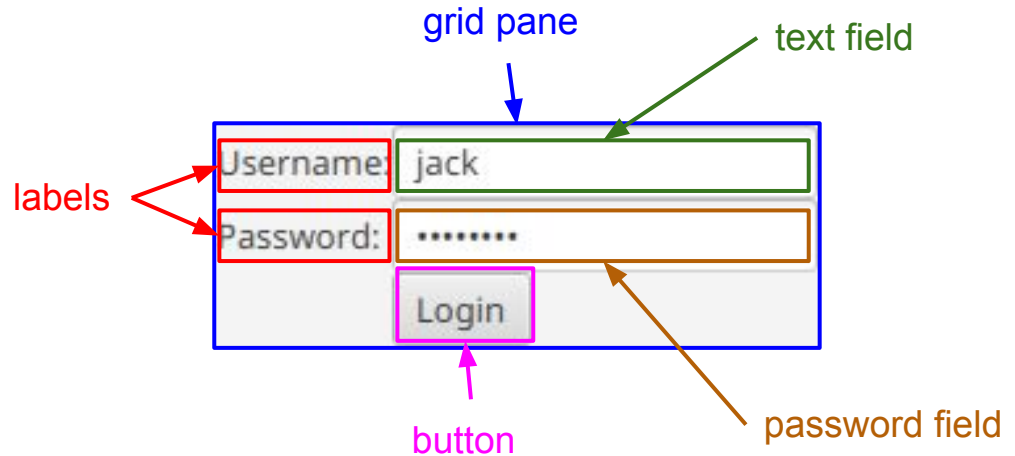 grid pane
text field
Username: jack
labels
Password: ••••••••
Login
password field
button